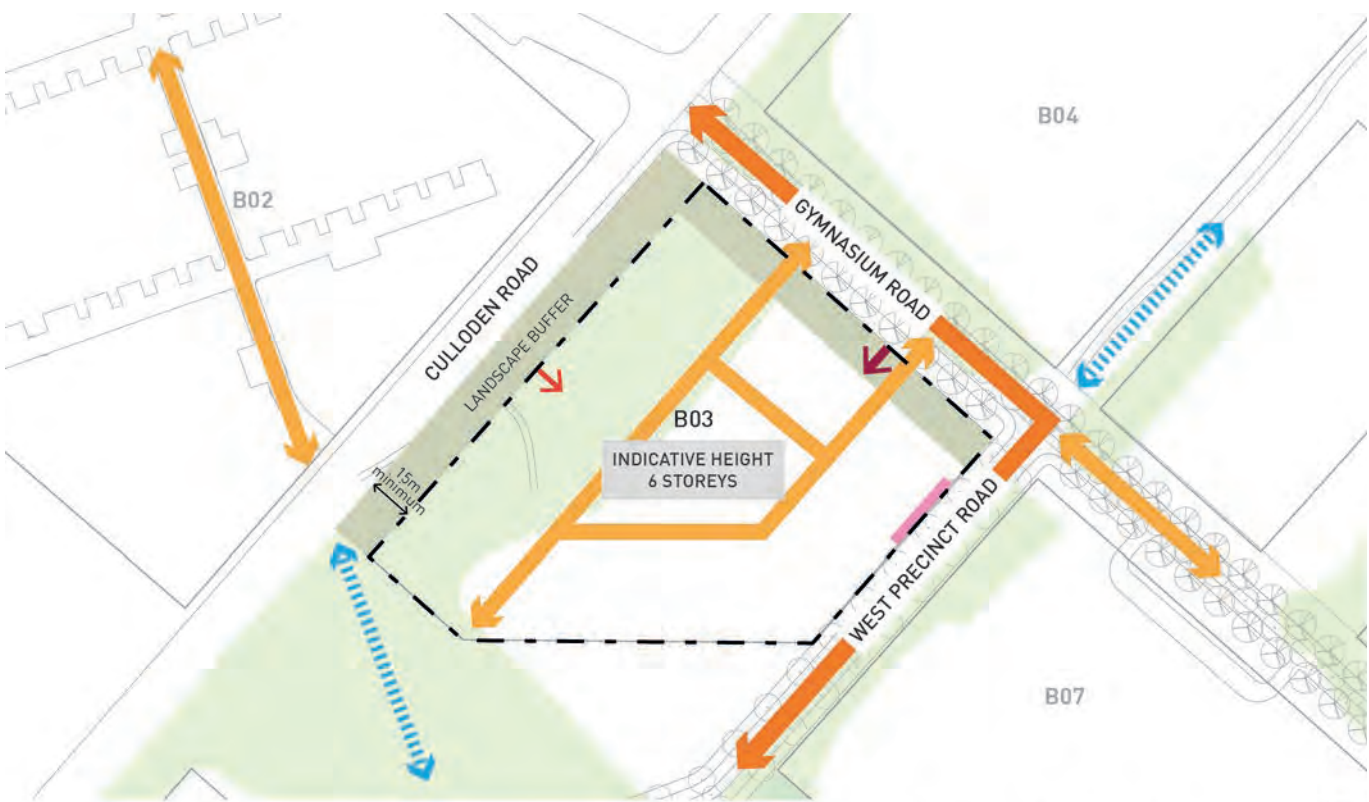 B04
B02
GYMNASIUM ROAD
CULLODEN ROAD
LANDSCAPE BUFFER
B03
INDICATIVE HEIGHT
6 STOREYS
15m
minimum
WEST PRECINCT ROAD
B07